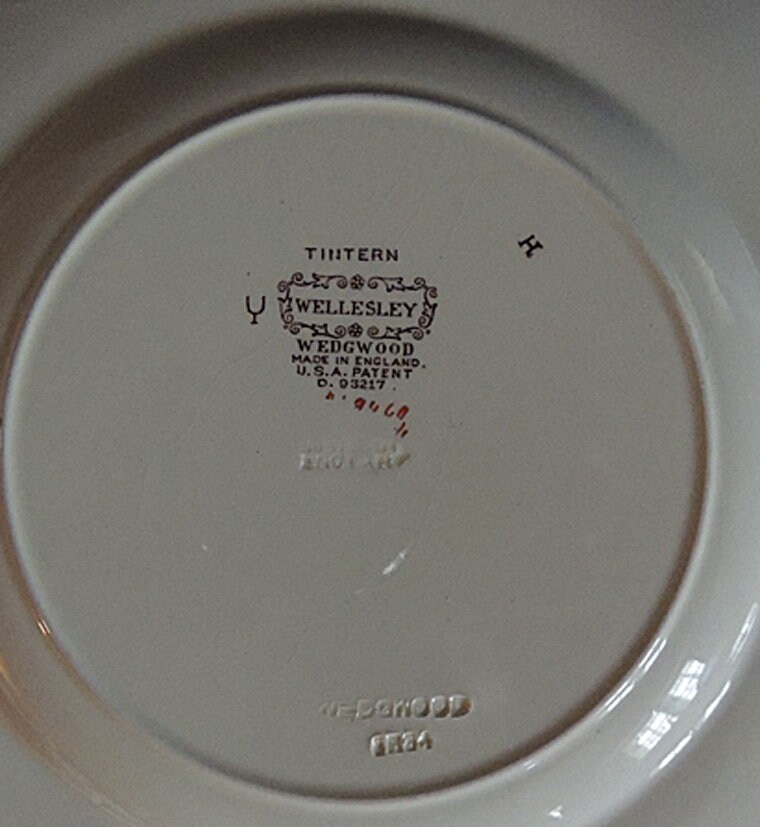 TINTERN
H
Y
WELLESLEY
WEDGWOOD
MADE IN ENGLAND.
U.S.A. PATENT
D. 93217.
ENGLAND
WEDGWOOD